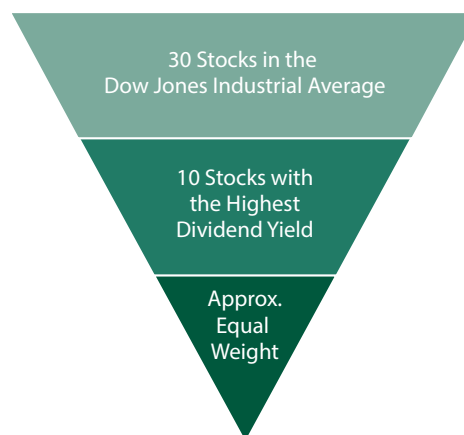 30 Stocks in the
Dow Jones Industrial Average
10 Stocks with
the Highest
Dividend Yield
Approx.
Equal
Weight